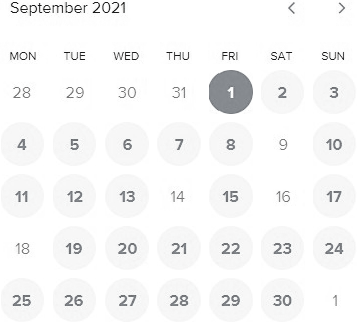 September 2021
MON TUE WED THU FRI SAT SUN
28 29 30 31 1 2 3
4 5 6 7 8 9 10
11 12 13 14 15 16 17
18 19 20 21 22 23 24
25 26 27 28 29 30 1